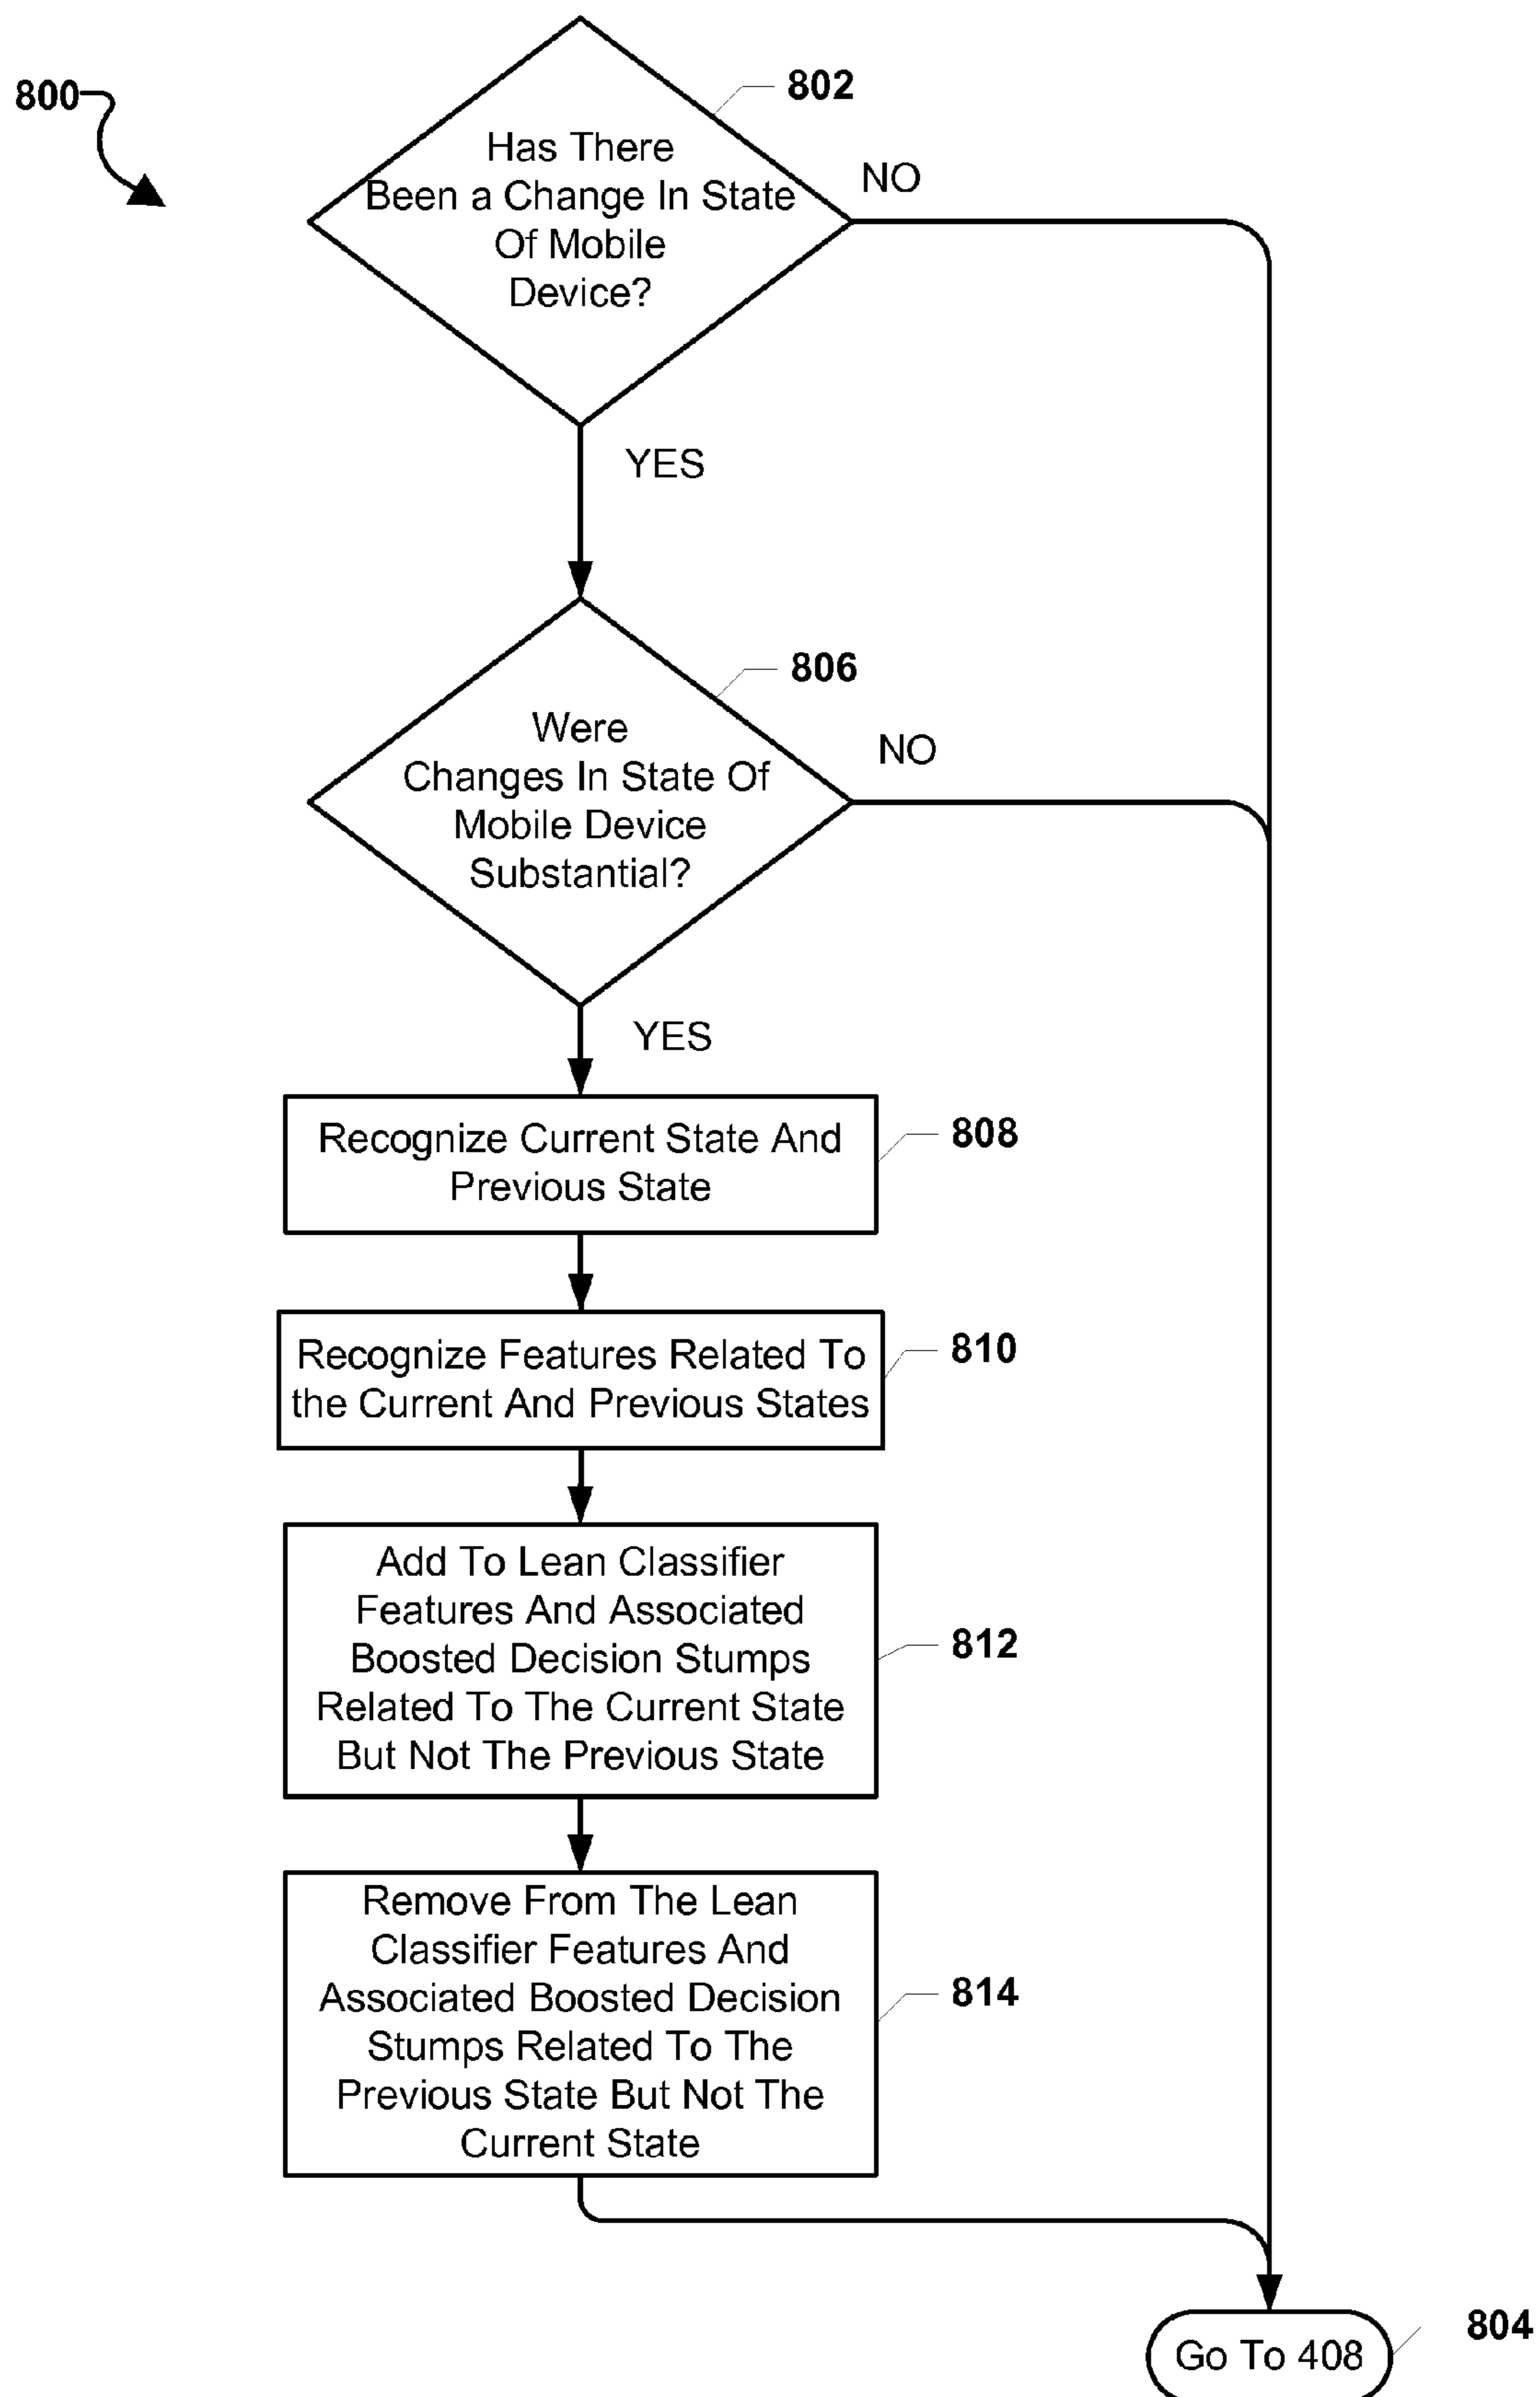 800
802
Has There
Been a Change In State
Of Mobile
Device?
NO
YES
806
Were
Changes In State Of
Mobile Device
Substantial?
NO
YES
Recognize Current State And
Previous State
808
Recognize Features Related To
the Current And Previous States
810
Add To Lean Classifier
Features And Associated
Boosted Decision Stumps
Related To The Current State
But Not The Previous State
812
Remove From The Lean
Classifier Features And
Associated Boosted Decision
Stumps Related To The
Previous State But Not The
Current State
814
804
Go To 408